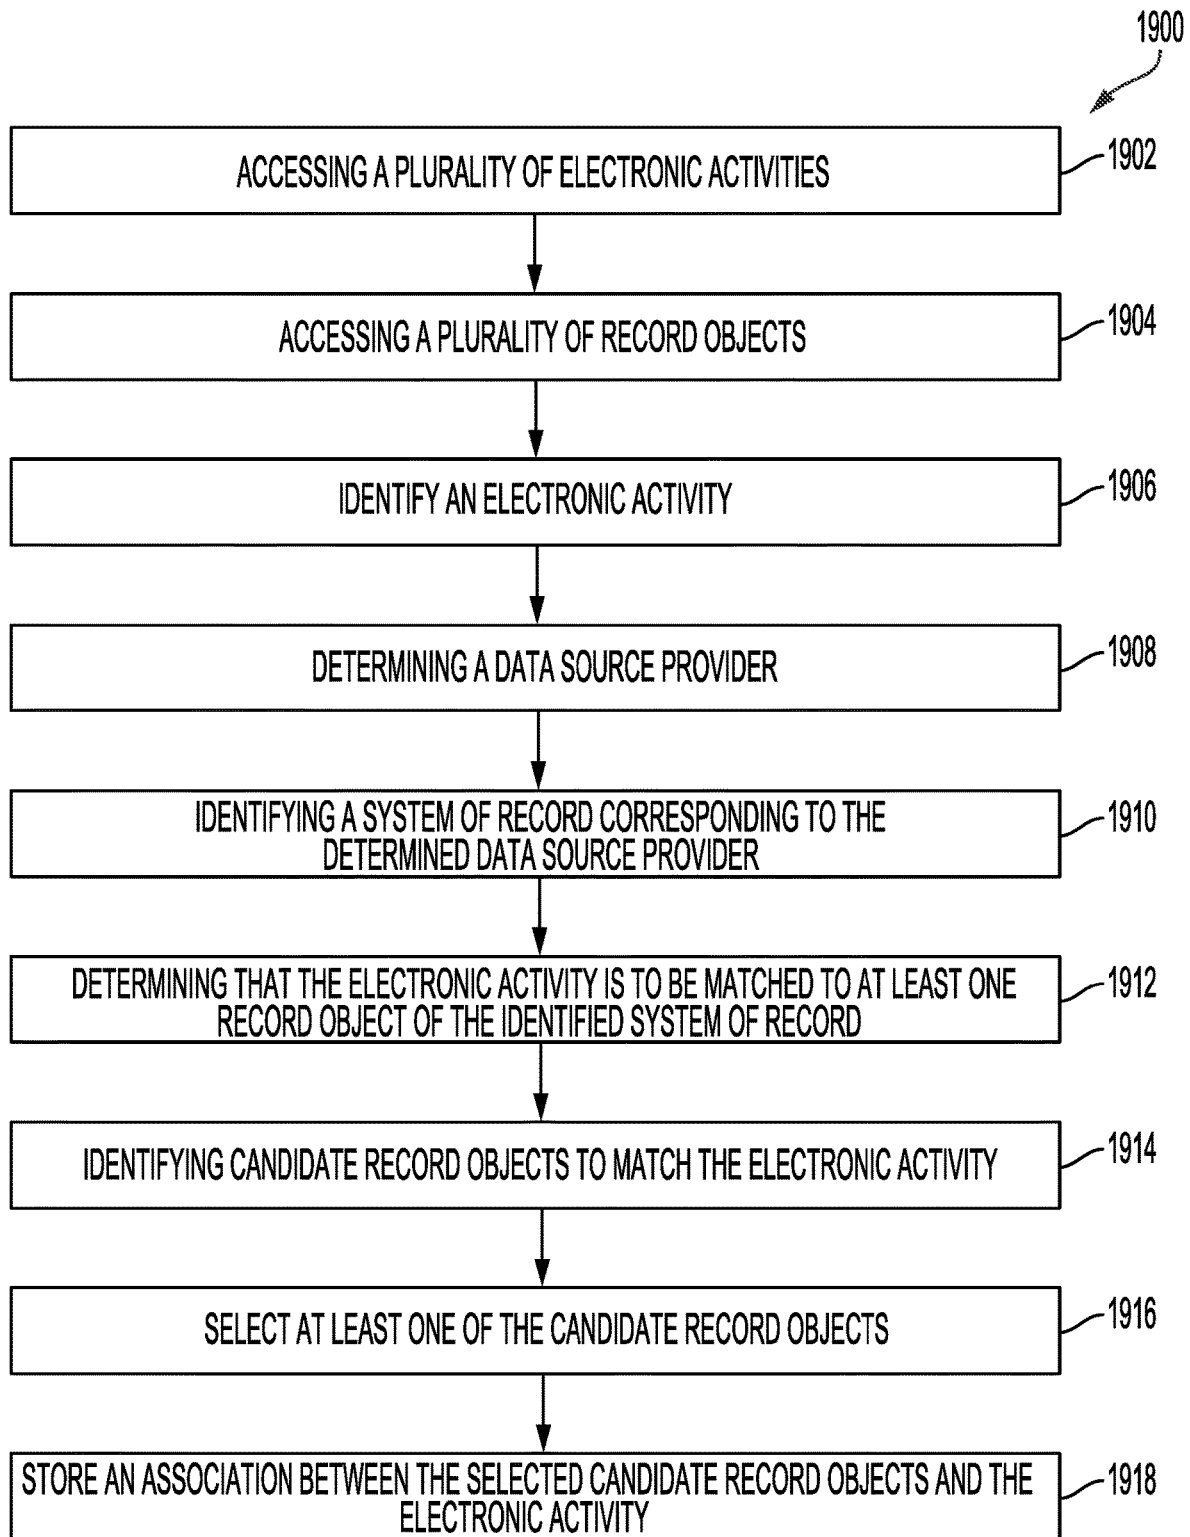 1900
ACCESSING A PLURALITY OF ELECTRONIC ACTIVITIES
1902
ACCESSING A PLURALITY OF RECORD OBJECTS
1904
IDENTIFY AN ELECTRONIC ACTIVITY
1906
DETERMINING A DATA SOURCE PROVIDER
1908
IDENTIFYING A SYSTEM OF RECORD CORRESPONDING TO THE
DETERMINED DATA SOURCE PROVIDER
1910
DETERMINING THAT THE ELECTRONIC ACTIVITY IS TO BE MATCHED TO AT LEAST ONE
RECORD OBJECT OF THE IDENTIFIED SYSTEM OF RECORD
1912
IDENTIFYING CANDIDATE RECORD OBJECTS TO MATCH THE ELECTRONIC ACTIVITY
1914
SELECT AT LEAST ONE OF THE CANDIDATE RECORD OBJECTS
1916
STORE AN ASSOCIATION BETWEEN THE SELECTED CANDIDATE RECORD OBJECTS AND THE
ELECTRONIC ACTIVITY
1918